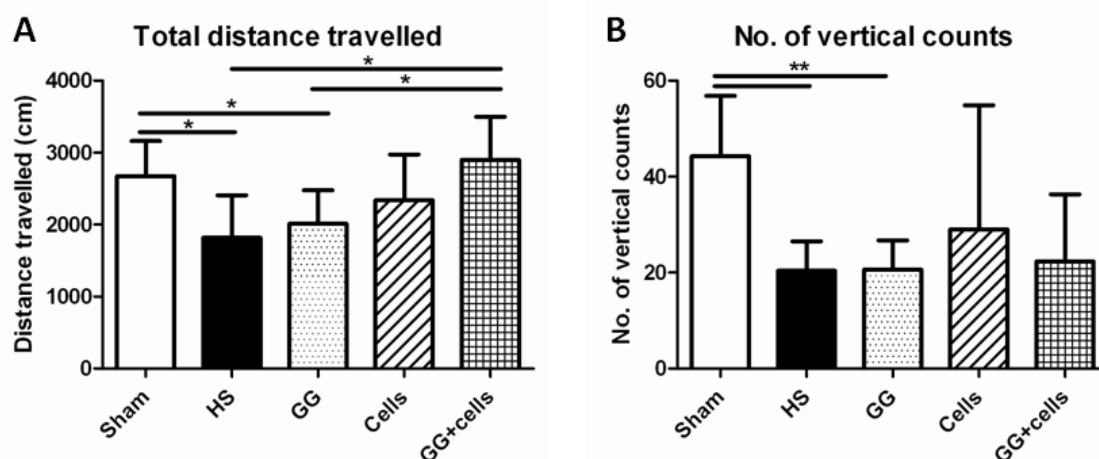 A
Total distance travelled
Distance travelled (cm)
4000
3000
2000
1000
0
*
*
*
*
Sham
HS
GG
Cells
GG+cells
B
No. of vertical counts
No. of vertical counts
60
40
20
0
**
Sham
HS
GG
Cells
GG+cells